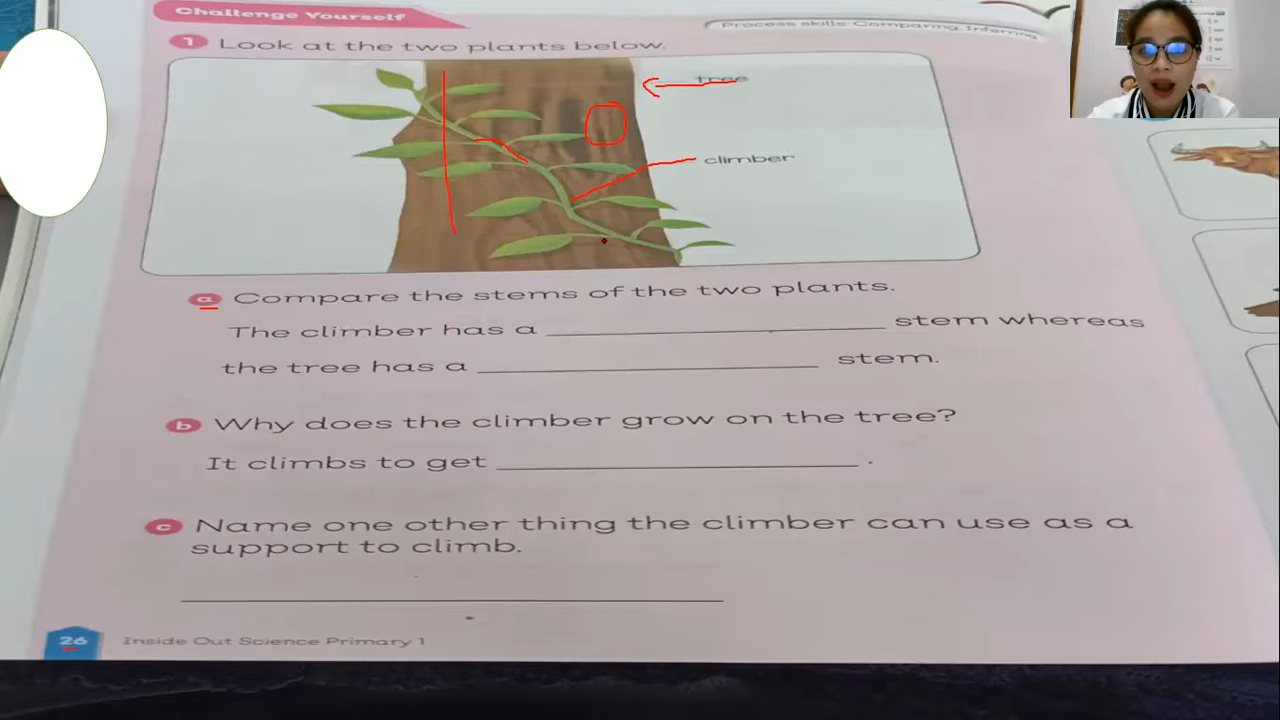 Challenge Yourself
Process skills: Comparing, Inferring
1 Look at the two plants below.
tree
climber
a Compare the stems of the two plants.
The climber has a ____________ stem whereas
the tree has a ____________ stem.
b Why does the climber grow on the tree?
It climbs to get ____________ .
c Name one other thing the climber can use as a
support to climb.
26 Inside Out Science Primary 1